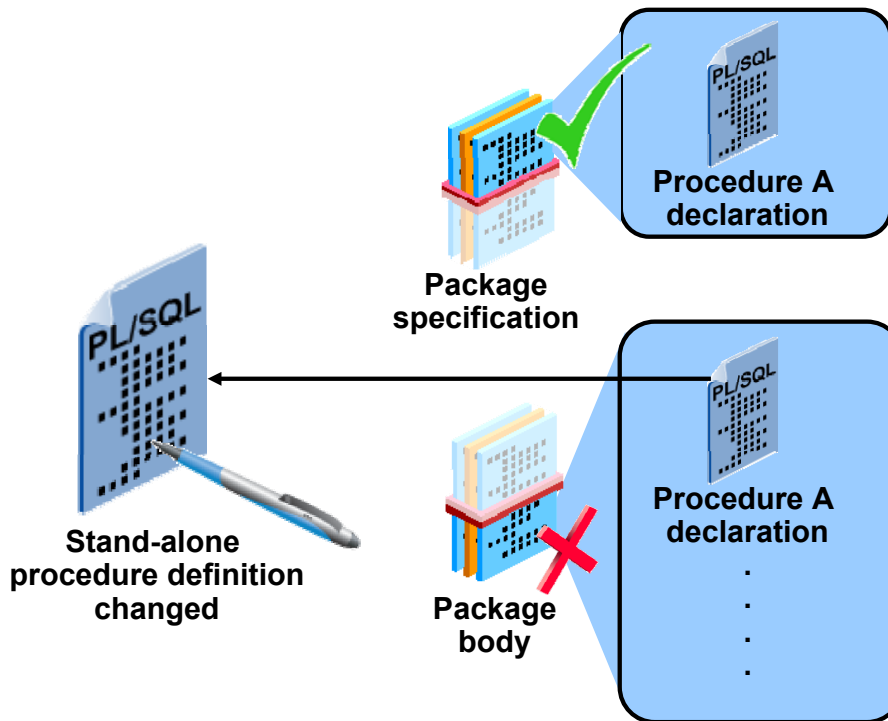 PL/SQL
Procedure A
declaration
Package
specification
PL/SQL
Stand-alone
procedure definition
changed
PL/SQL
Procedure A
declaration
.
.
.
.
Package
body